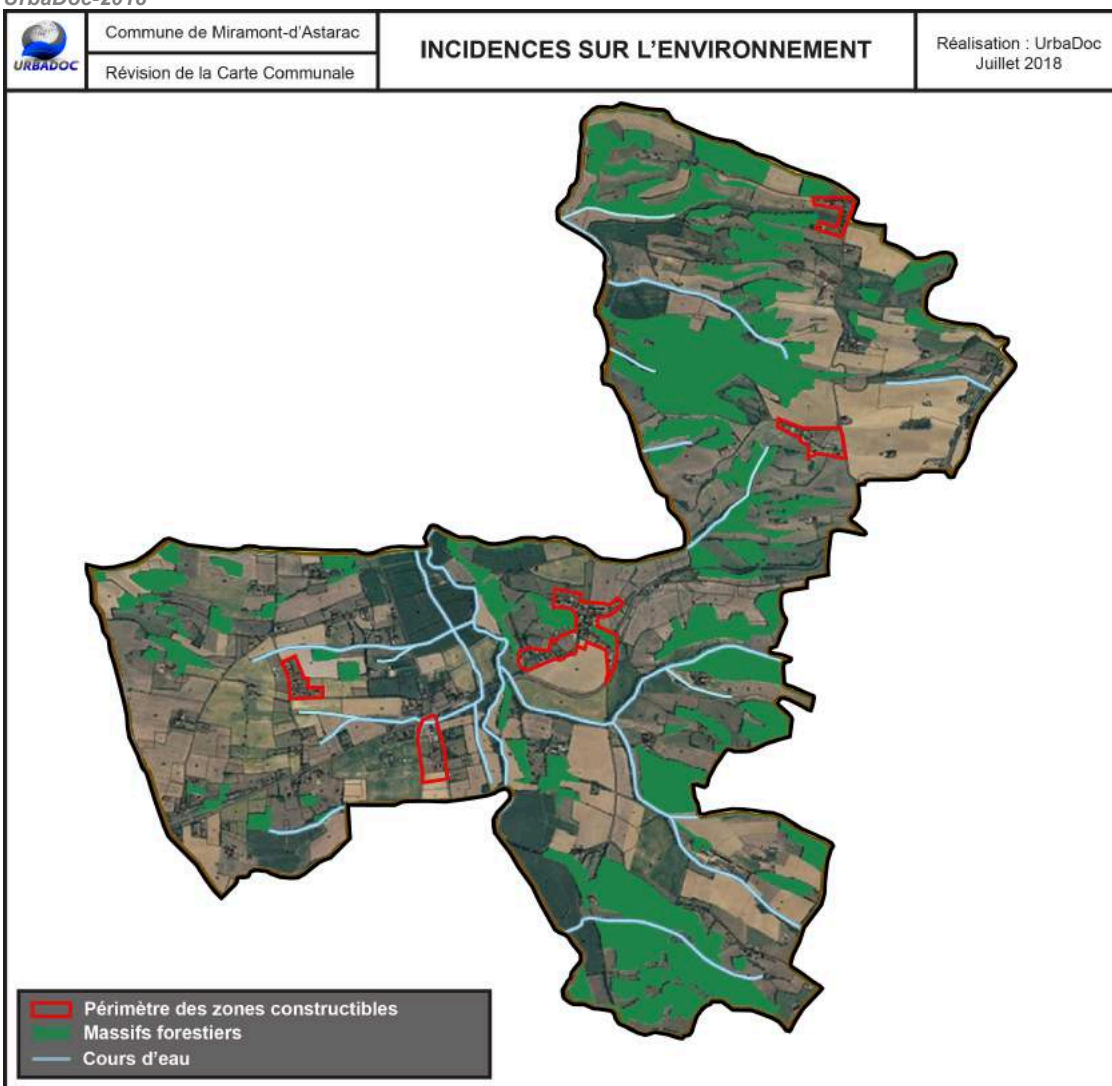 UrbaDoc-2018
URBADOC
Commune de Miramont-d'Astarac
Révision de la Carte Communale
INCIDENCES SUR L'ENVIRONNEMENT
Réalisation : UrbaDoc
Juillet 2018
Périmètre des zones constructibles
Massifs forestiers
Cours d'eau